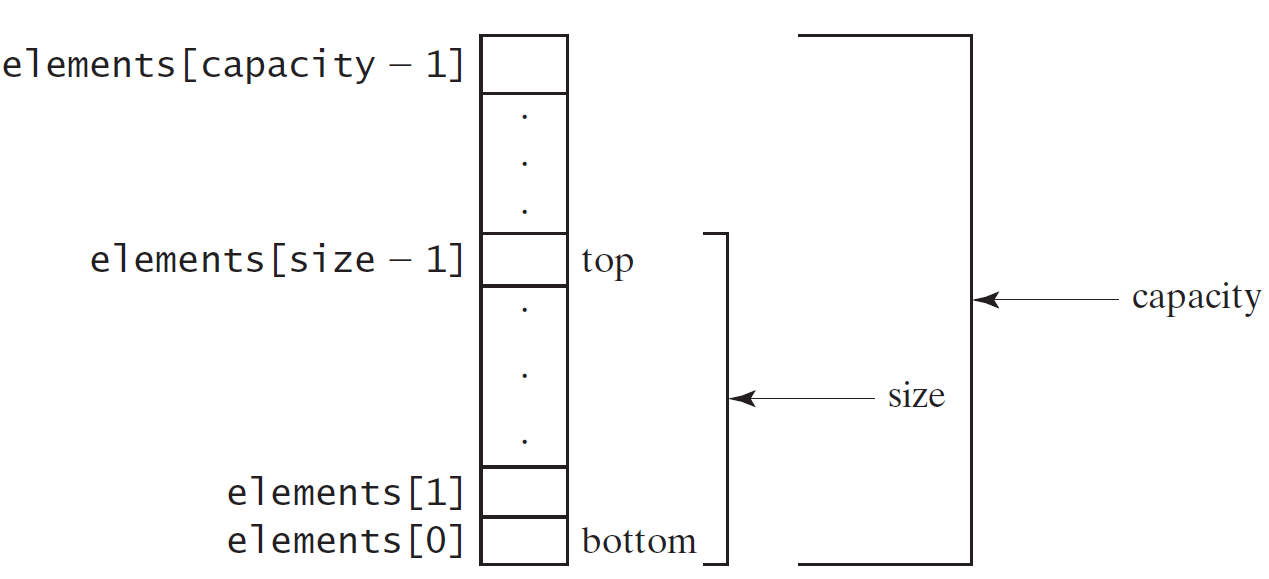 elements[capacity – 1]
elements[size – 1] top
capacity
size
elements[1]
elements[0] bottom